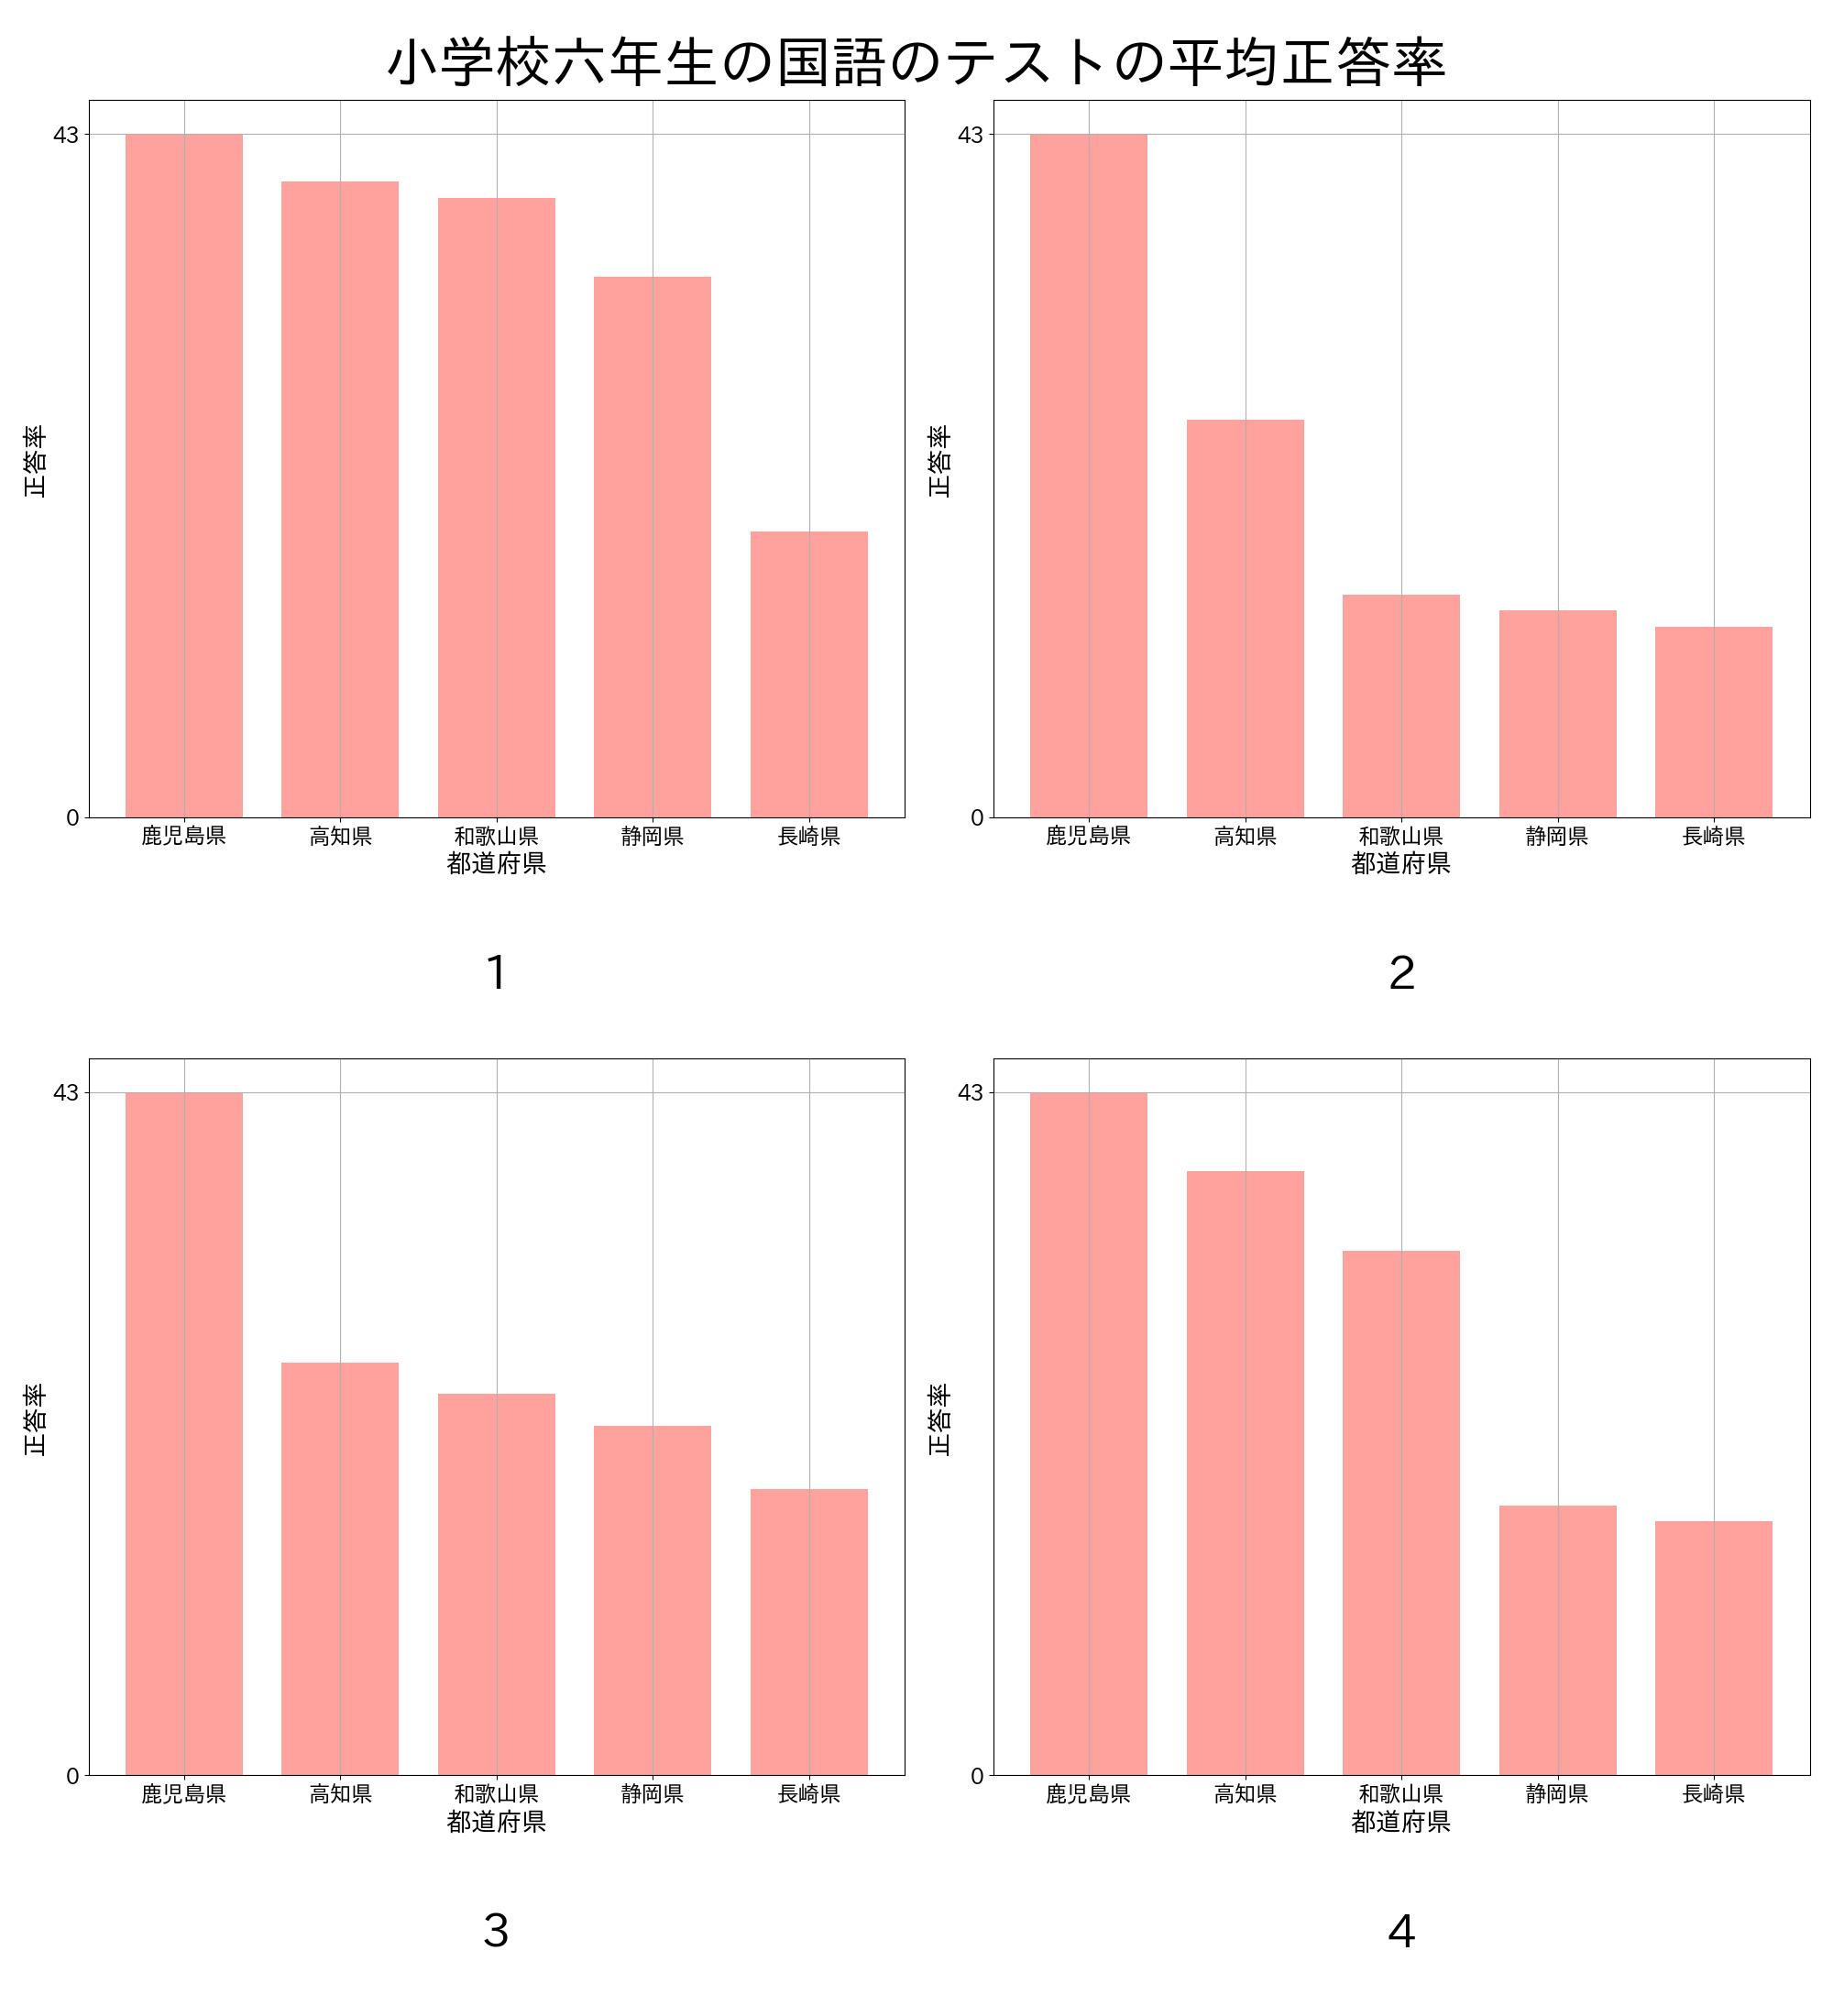 小学校六年生の国語のテストの平均正答率
43
正答率
0
鹿児島県 高知県 和歌山県 静岡県 長崎県
都道府県
1
43
正答率
0
鹿児島県 高知県 和歌山県 静岡県 長崎県
都道府県
2
43
正答率
0
鹿児島県 高知県 和歌山県 静岡県 長崎県
都道府県
3
43
正答率
0
鹿児島県 高知県 和歌山県 静岡県 長崎県
都道府県
4